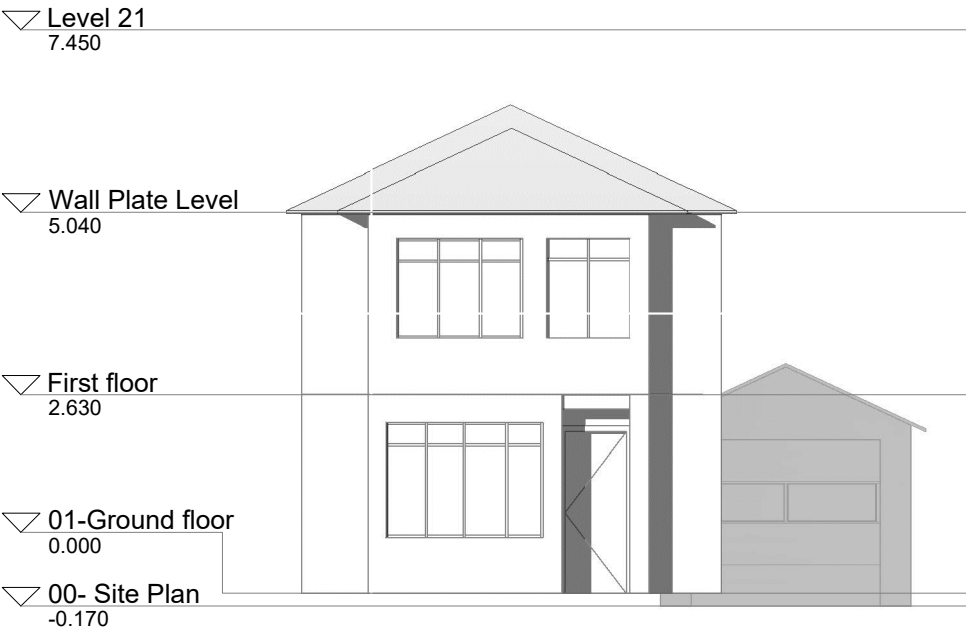 Level 21
7.450
Wall Plate Level
5.040
First floor
2.630
01-Ground floor
0.000
00- Site Plan
-0.170